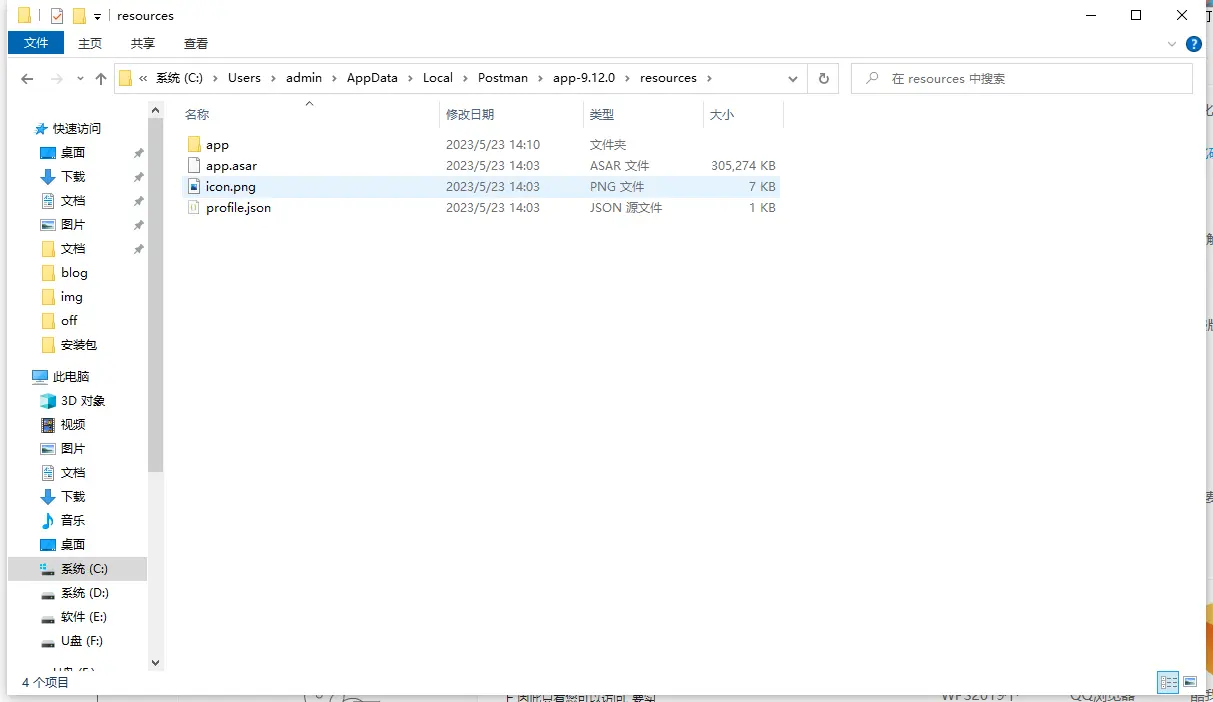 resources
文件 主页 共享 查看
« 系统 (C:) › Users › admin › AppData › Local › Postman › app-9.12.0 › resources ›
在 resources 中搜索
名称 修改日期 类型 大小
app 2023/5/23 14:10 文件夹
app.asar 2023/5/23 14:03 ASAR 文件 305,274 KB
icon.png 2023/5/23 14:03 PNG 文件 7 KB
profile.json 2023/5/23 14:03 JSON 源文件 1 KB
快速访问
桌面
下载
文档
图片
文档
blog
img
off
安装包
此电脑
3D 对象
视频
图片
文档
下载
音乐
桌面
系统 (C:)
系统 (D:)
软件 (E:)
U盘 (F:)
4 个项目
WPS2019
QQ浏览器